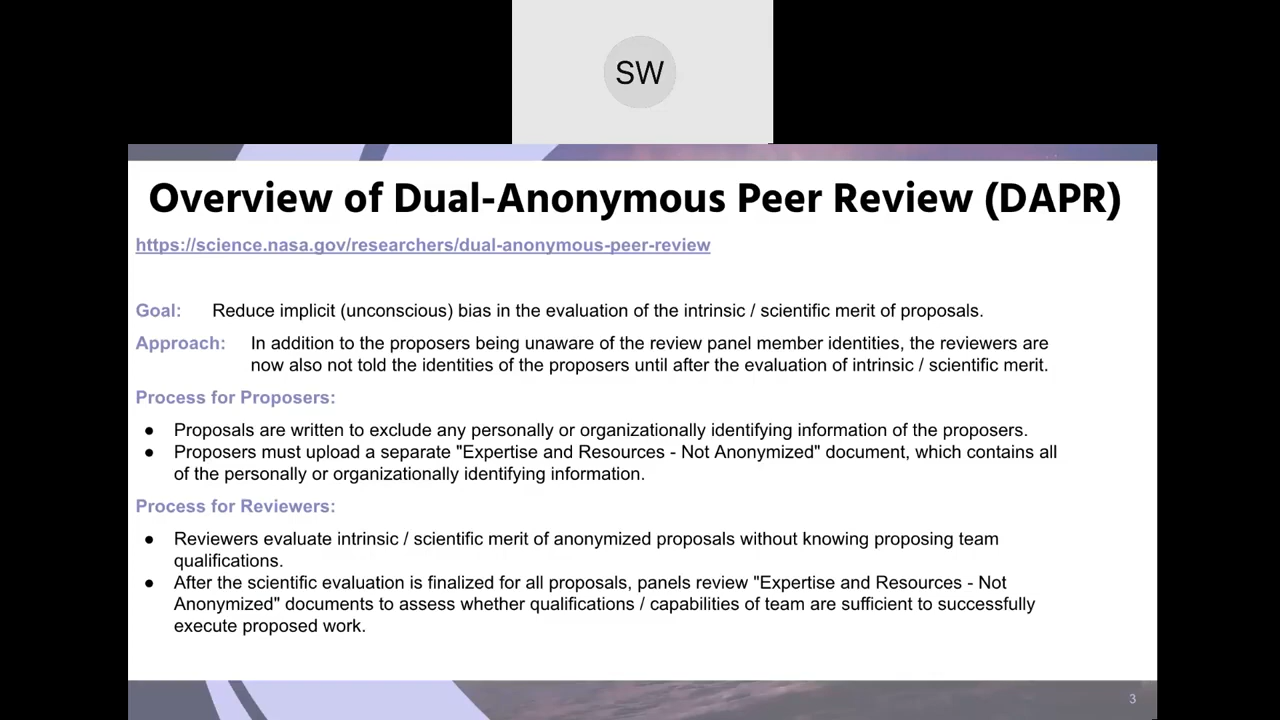 SW
Overview of Dual-Anonymous Peer Review (DAPR)
https://science.nasa.gov/researchers/dual-anonymous-peer-review
Goal: Reduce implicit (unconscious) bias in the evaluation of the intrinsic / scientific merit of proposals.
Approach: In addition to the proposers being unaware of the review panel member identities, the reviewers are
now also not told the identities of the proposers until after the evaluation of intrinsic / scientific merit.
Process for Proposers:
● Proposals are written to exclude any personally or organizationally identifying information of the proposers.
● Proposers must upload a separate "Expertise and Resources - Not Anonymized" document, which contains all
of the personally or organizationally identifying information.
Process for Reviewers:
● Reviewers evaluate intrinsic / scientific merit of anonymized proposals without knowing proposing team
qualifications.
● After the scientific evaluation is finalized for all proposals, panels review "Expertise and Resources - Not
Anonymized" documents to assess whether qualifications / capabilities of team are sufficient to successfully
execute proposed work.
3